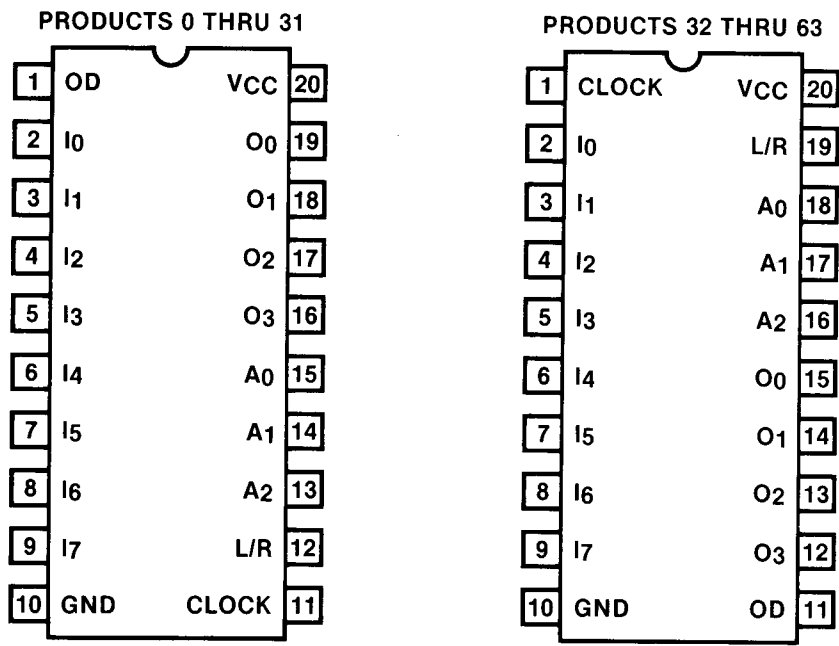 PRODUCTS 0 THRU 31
1 OD VCC 20
2 I0 O0 19
3 I1 O1 18
4 I2 O2 17
5 I3 O3 16
6 I4 A0 15
7 I5 A1 14
8 I6 A2 13
9 I7 L/R 12
10 GND CLOCK 11
PRODUCTS 32 THRU 63
1 CLOCK VCC 20
2 I0 L/R 19
3 I1 A0 18
4 I2 A1 17
5 I3 A2 16
6 I4 O0 15
7 I5 O1 14
8 I6 O2 13
9 I7 O3 12
10 GND OD 11